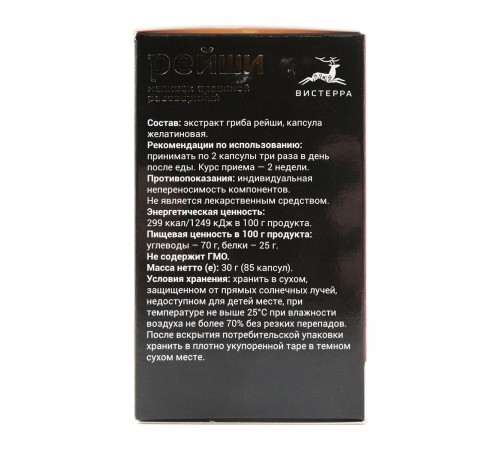 рейши
напиток травяной
растворимый
ВИСТЕРРА
Состав: экстракт гриба рейши, капсула
желатиновая.
Рекомендации по использованию:
принимать по 2 капсулы три раза в день
после еды. Курс приема — 2 недели.
Противопоказания: индивидуальная
непереносимость компонентов.
Не является лекарственным средством.
Энергетическая ценность:
299 ккал/1249 кДж в 100 г продукта.
Пищевая ценность в 100 г продукта:
углеводы – 70 г, белки – 25 г.
Не содержит ГМО.
Масса нетто (е): 30 г (85 капсул).
Условия хранения: хранить в сухом,
защищенном от прямых солнечных лучей,
недоступном для детей месте, при
температуре не выше 25°С при влажности
воздуха не более 70% без резких перепадов.
После вскрытия потребительской упаковки
хранить в плотно укупоренной таре в темном
сухом месте.